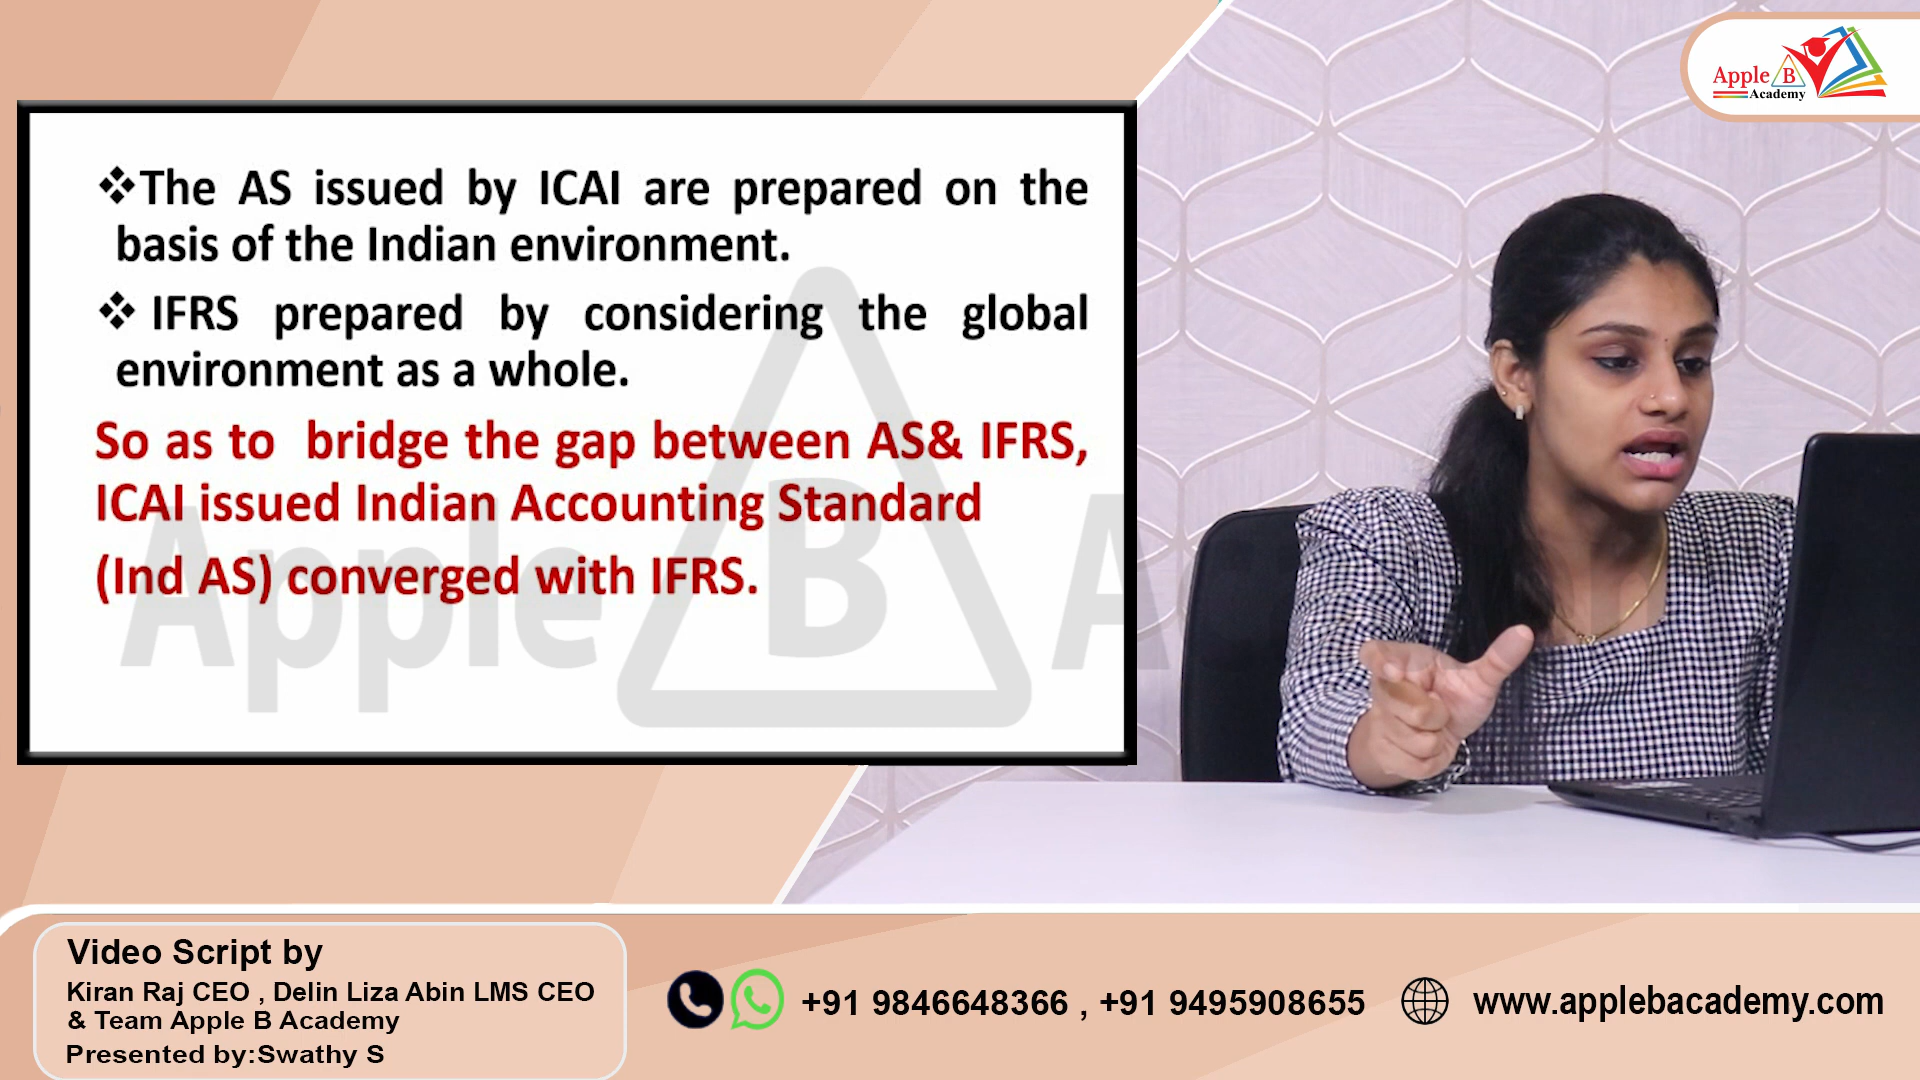 Apple B
Academy
❖The AS issued by ICAI are prepared on the
basis of the Indian environment.
❖ IFRS prepared by considering the global
environment as a whole.
So as to bridge the gap between AS& IFRS,
ICAI issued Indian Accounting Standard
(Ind AS) converged with IFRS.
Apple B A
Video Script by
Kiran Raj CEO , Delin Liza Abin LMS CEO
& Team Apple B Academy
Presented by:Swathy S
+91 9846648366 , +91 9495908655
www.applebacademy.com